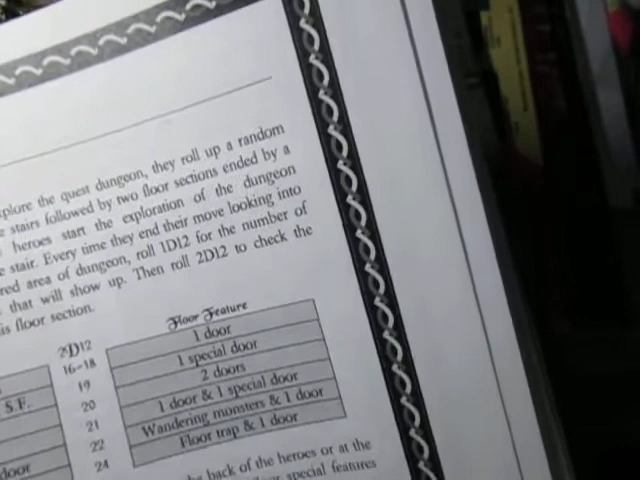 xplore the quest dungeon, they roll up a random
stairs followed by two floor sections ended by a
heroes start the exploration of the dungeon
stair. Every time they end their move looking into
red area of dungeon, roll 1D12 for the number of
that will show up. Then roll 2D12 to check the
is floor section.
2D12 Floor Feature
16-18 1 door
19 1 special door
S.F. 20 2 doors
21 1 door & 1 special door
22 Wandering monsters & 1 door
door 24 Floor trap & 1 door
back of the heroes or at the
or special features